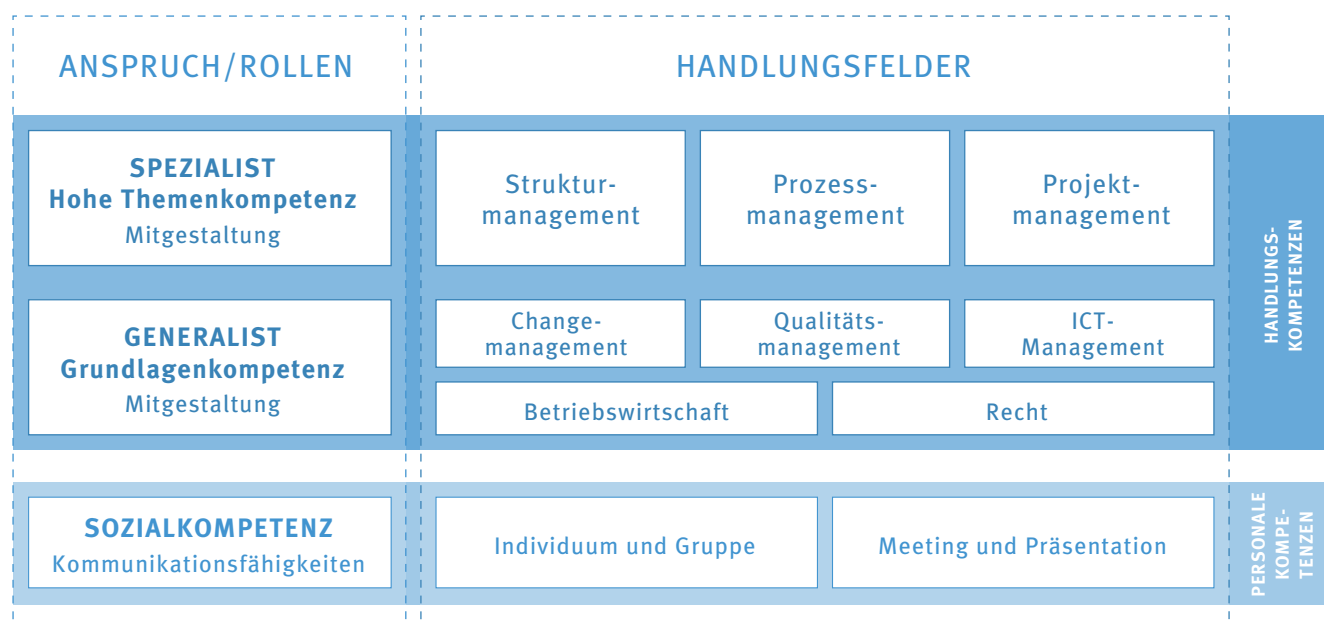 ANSPRUCH/ROLLEN
HANDLUNGSFELDER
SPEZIALIST
Hohe Themenkompetenz
Mitgestaltung
Struktur-
management
Prozess-
management
Projekt-
management
GENERALIST
Grundlagenkompetenz
Mitgestaltung
Change-
management
Qualitäts-
management
ICT-
Management
Betriebswirtschaft
Recht
HANDLUNGS-
KOMPETENZEN
SOZIALKOMPETENZ
Kommunikationsfähigkeiten
Individuum und Gruppe
Meeting und Präsentation
PERSONALE
KOMPE-
TENZEN